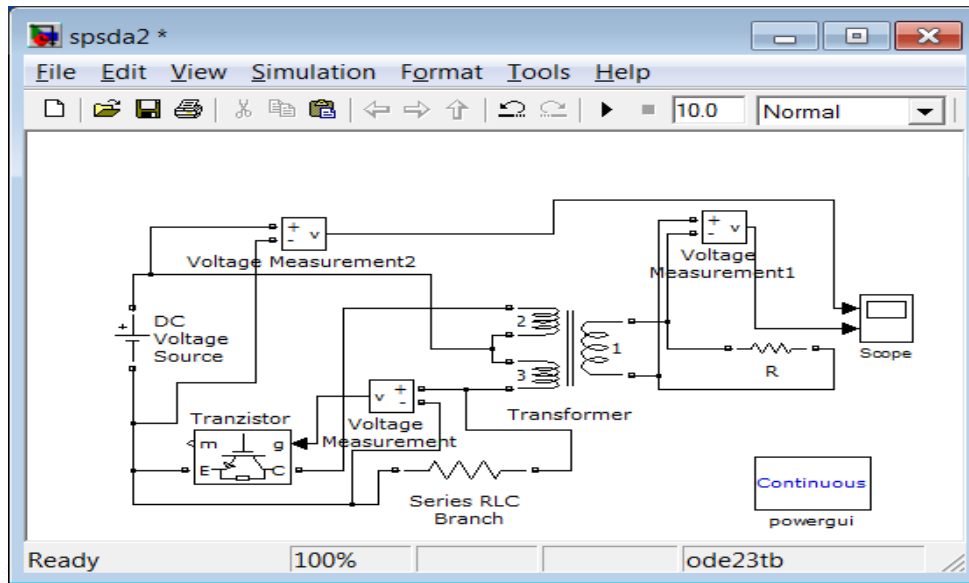 spsda2 *
File Edit View Simulation Format Tools Help
10.0 Normal
+ - v
Voltage Measurement2
+ - v
Voltage
Measurement1
+
DC
Voltage
Source
2
3
1
R
Scope
Transformer
v + -
Voltage
Measurement
Tranzistor
m g
E C
Series RLC
Branch
Continuous
powergui
Ready 100% ode23tb